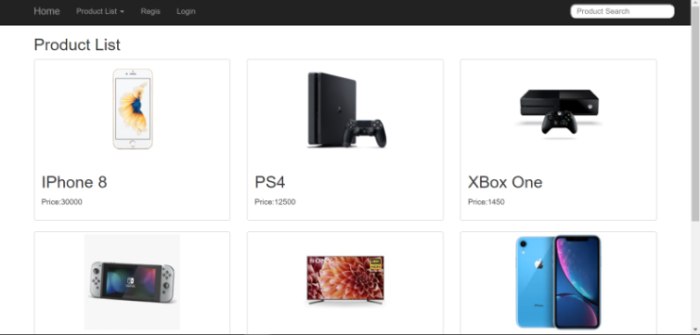 Home Product List Regis Login Product Search
Product List
IPhone 8 PS4 XBox One
Price:30000 Price:12500 Price:1450